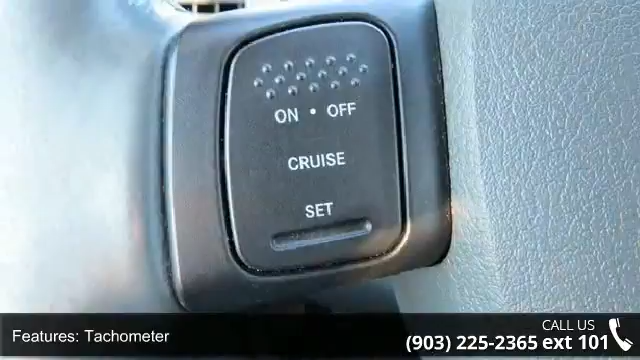 ON • OFF
CRUISE
SET
Features: Tachometer
CALL US
(903) 225-2365 ext 101